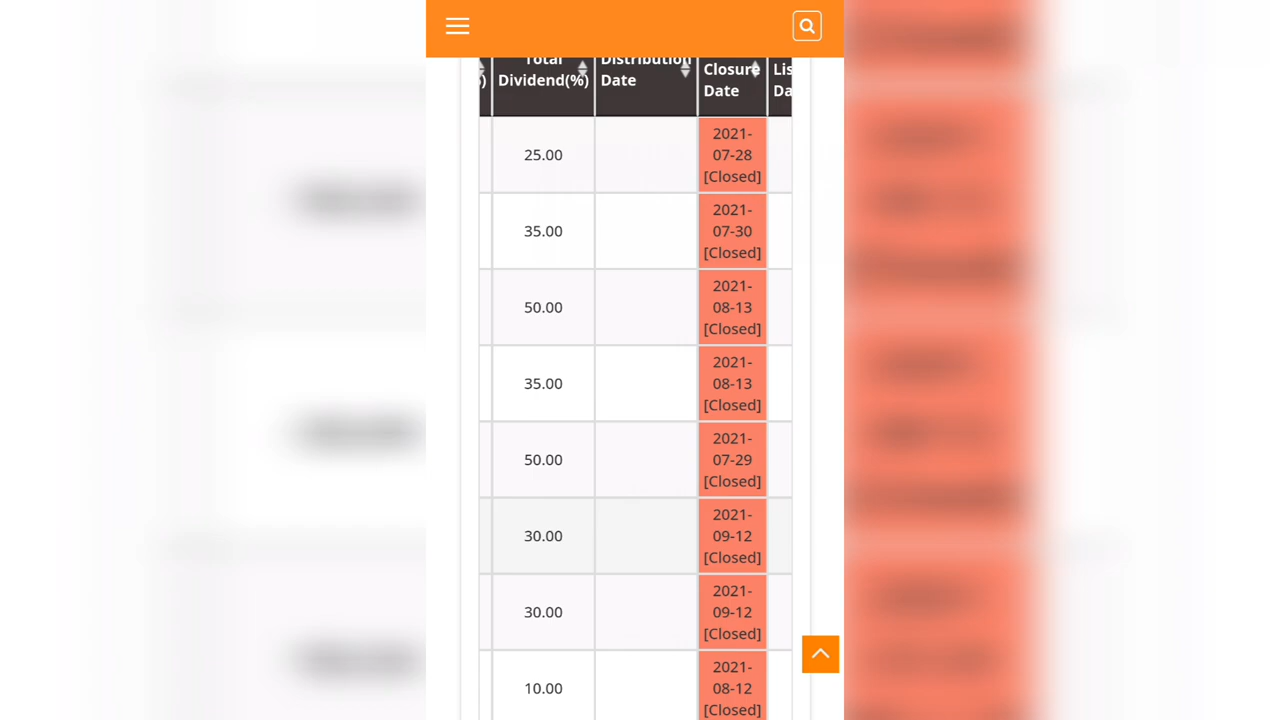 Total Dividend(%)
Distribution Date
Closure Date
25.00
2021-07-28 [Closed]
35.00
2021-07-30 [Closed]
50.00
2021-08-13 [Closed]
35.00
2021-08-13 [Closed]
50.00
2021-07-29 [Closed]
30.00
2021-09-12 [Closed]
30.00
2021-09-12 [Closed]
10.00
2021-08-12 [Closed]